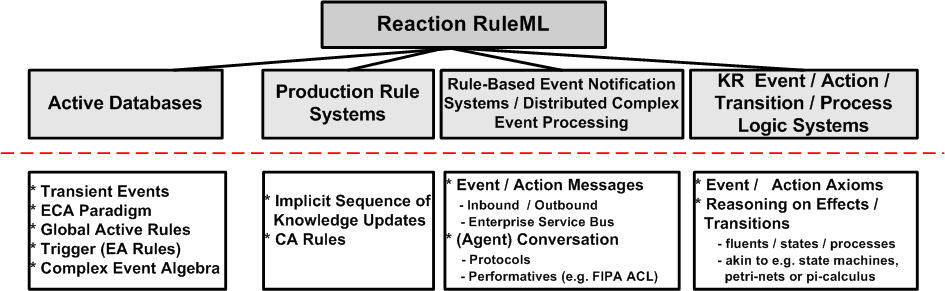 Reaction RuleML
Active Databases
Production Rule
Systems
Rule-Based Event Notification
Systems / Distributed Complex
Event Processing
KR Event / Action /
Transition / Process
Logic Systems
* Transient Events
* ECA Paradigm
* Global Active Rules
* Trigger (EA Rules)
* Complex Event Algebra
* Implicit Sequence of
Knowledge Updates
* CA Rules
* Event / Action Messages
- Inbound / Outbound
- Enterprise Service Bus
* (Agent) Conversation
- Protocols
- Performatives (e.g. FIPA ACL)
* Event / Action Axioms
* Reasoning on Effects /
Transitions
- fluents / states / processes
- akin to e.g. state machines,
petri-nets or pi-calculus